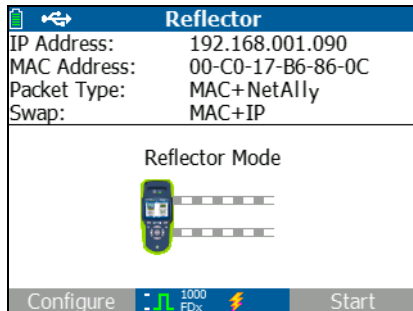 Reflector
IP Address: 192.168.001.090
MAC Address: 00-C0-17-B6-86-0C
Packet Type: MAC+NetAlly
Swap: MAC+IP
Reflector Mode
Configure 1000 FDx Start